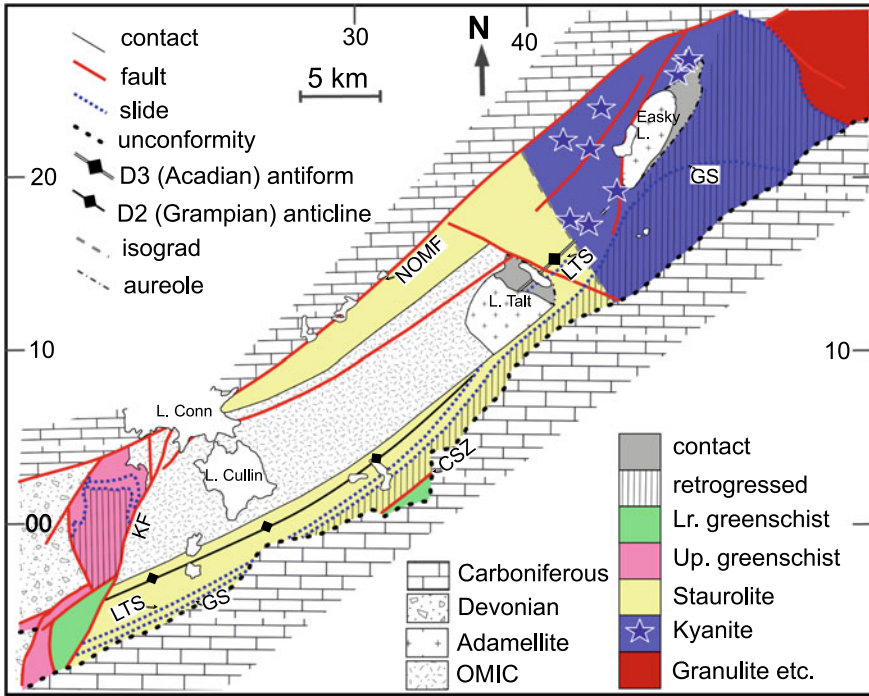 30
40
N
5 km
contact
fault
slide
unconformity
D3 (Acadian) antiform
D2 (Grampian) anticline
isograd
aureole
20
10
00
10
Easky
L.
GS
NOMF
LTS
L. Talt
L. Conn
L. Cullin
CSZ
KF
LTS
GS
Carboniferous
Devonian
Adamellite
OMIC
contact
retrogressed
Lr. greenschist
Up. greenschist
Staurolite
Kyanite
Granulite etc.